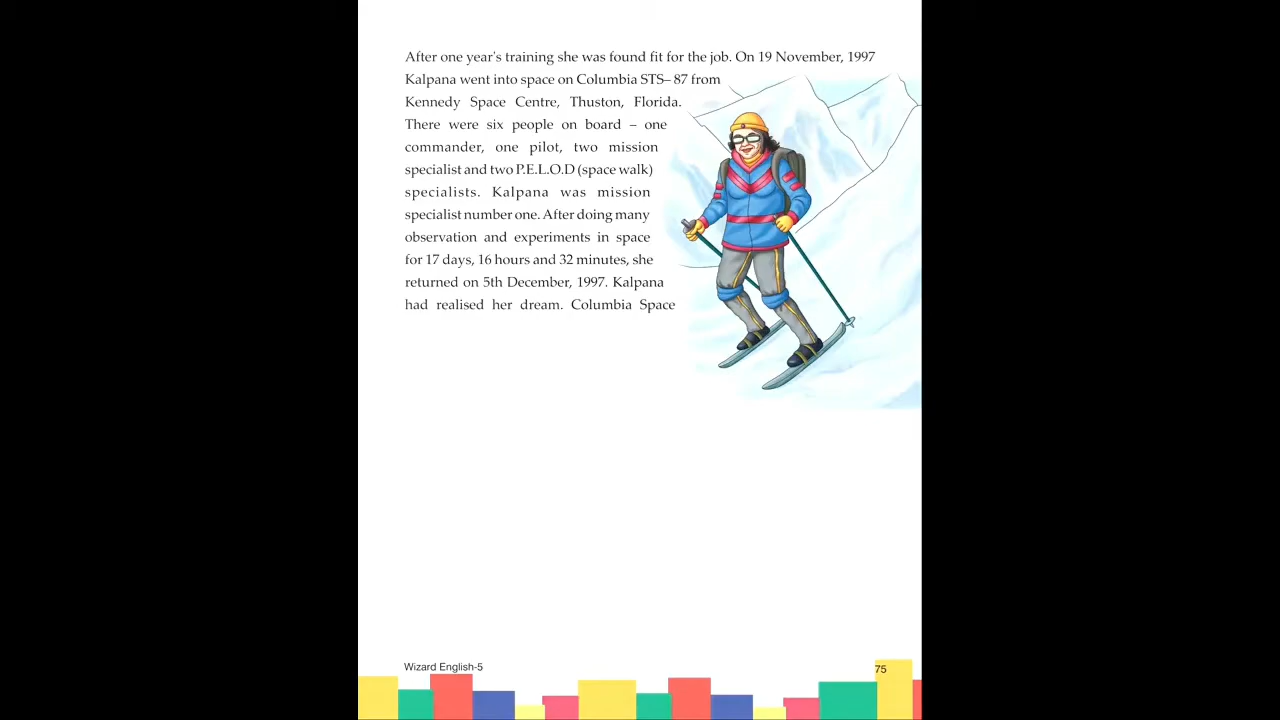 After one year's training she was found fit for the job. On 19 November, 1997
Kalpana went into space on Columbia STS– 87 from
Kennedy Space Centre, Thuston, Florida.
There were six people on board – one
commander, one pilot, two mission
specialist and two P.E.L.O.D (space walk)
specialists. Kalpana was mission
specialist number one. After doing many
observation and experiments in space
for 17 days, 16 hours and 32 minutes, she
returned on 5th December, 1997. Kalpana
had realised her dream. Columbia Space
Wizard English-5
75